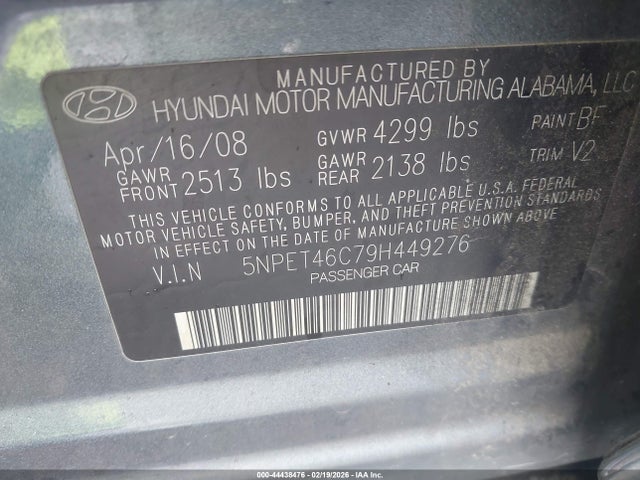 MANUFACTURED BY
HYUNDAI MOTOR MANUFACTURING ALABAMA, LLC
Apr/16/08 GVWR 4299 lbs PAINT BF
GAWR FRONT 2513 lbs GAWR REAR 2138 lbs TRIM V2
THIS VEHICLE CONFORMS TO ALL APPLICABLE U.S.A. FEDERAL
MOTOR VEHICLE SAFETY, BUMPER, AND THEFT PREVENTION STANDARDS
IN EFFECT ON THE DATE OF MANUFACTURE SHOWN ABOVE
V.I.N 5NPET46C79H449276
PASSENGER CAR
000-44438476 - 02/19/2026 - IAA Inc.